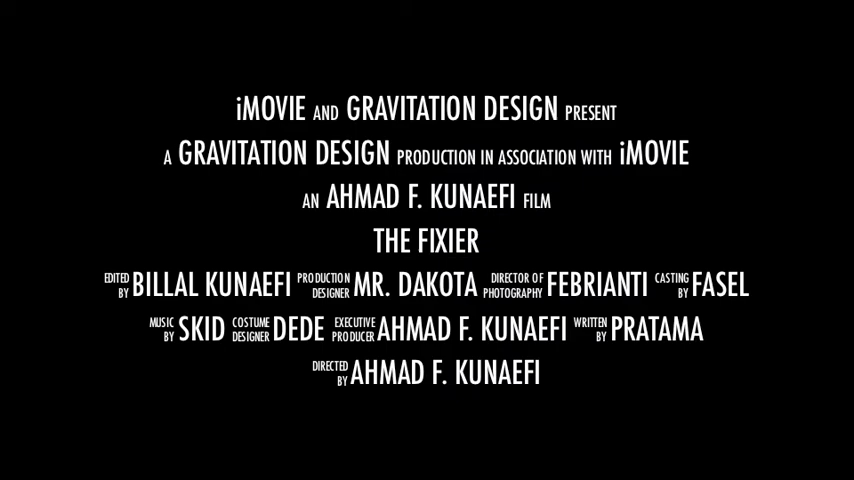 iMOVIE AND GRAVITATION DESIGN PRESENT
A GRAVITATION DESIGN PRODUCTION IN ASSOCIATION WITH iMOVIE
AN AHMAD F. KUNAEFI FILM
THE FIXIER
EDITED BY BILLAL KUNAEFI PRODUCTION DESIGNER MR. DAKOTA DIRECTOR OF PHOTOGRAPHY FEBRIANTI CASTING BY FASEL
MUSIC BY SKID COSTUME DESIGNER DEDE EXECUTIVE PRODUCER AHMAD F. KUNAEFI WRITTEN BY PRATAMA
DIRECTED BY AHMAD F. KUNAEFI